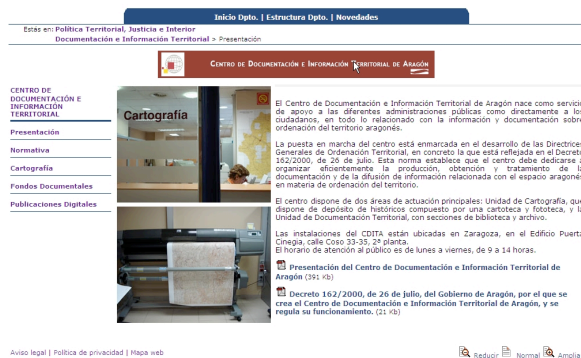 Inicio Dpto. | Estructura Dpto. | Novedades
Estás en: Política Territorial, Justicia e Interior
Documentación e Información Territorial > Presentación
CENTRO DE DOCUMENTACIÓN E INFORMACIÓN TERRITORIAL DE ARAGÓN
CENTRO DE
DOCUMENTACIÓN E
INFORMACIÓN
TERRITORIAL
Presentación
Normativa
Cartografía
Fondos Documentales
Publicaciones Digitales
Cartografía
El Centro de Documentación e Información Territorial de Aragón nace como servicio
de apoyo a las diferentes administraciones públicas como directamente a los
ciudadanos, en todo lo relacionado con la información y documentación sobre
ordenación del territorio aragonés.
La puesta en marcha del centro está enmarcada en el desarrollo de las Directrices
Generales de Ordenación Territorial, en concreto la que está reflejada en el Decreto
162/2000, de 26 de julio. Esta norma establece que el centro debe dedicarse a
organizar eficientemente la producción, obtención y tratamiento de la
documentación y de la difusión de información relacionada con el espacio aragonés
en materia de ordenación del territorio.
El centro dispone de dos áreas de actuación principales: Unidad de Cartografía, que
dispone de depósito de históricos compuesto por una cartoteca y fototeca, y la
Unidad de Documentación Territorial, con secciones de biblioteca y archivo.
Las instalaciones del CDITA están ubicadas en Zaragoza, en el Edificio Puerta
Cinegia, calle Coso 33-35, 2ª planta.
El horario de atención al público es de lunes a viernes, de 9 a 14 horas.
Presentación del Centro de Documentación e Información Territorial de
Aragón (391 Kb)
Decreto 162/2000, de 26 de julio, del Gobierno de Aragón, por el que se
crea el Centro de Documentación e Información Territorial de Aragón, y se
regula su funcionamiento. (21 Kb)
Aviso legal | Política de privacidad | Mapa web
Reducir Normal Ampliar